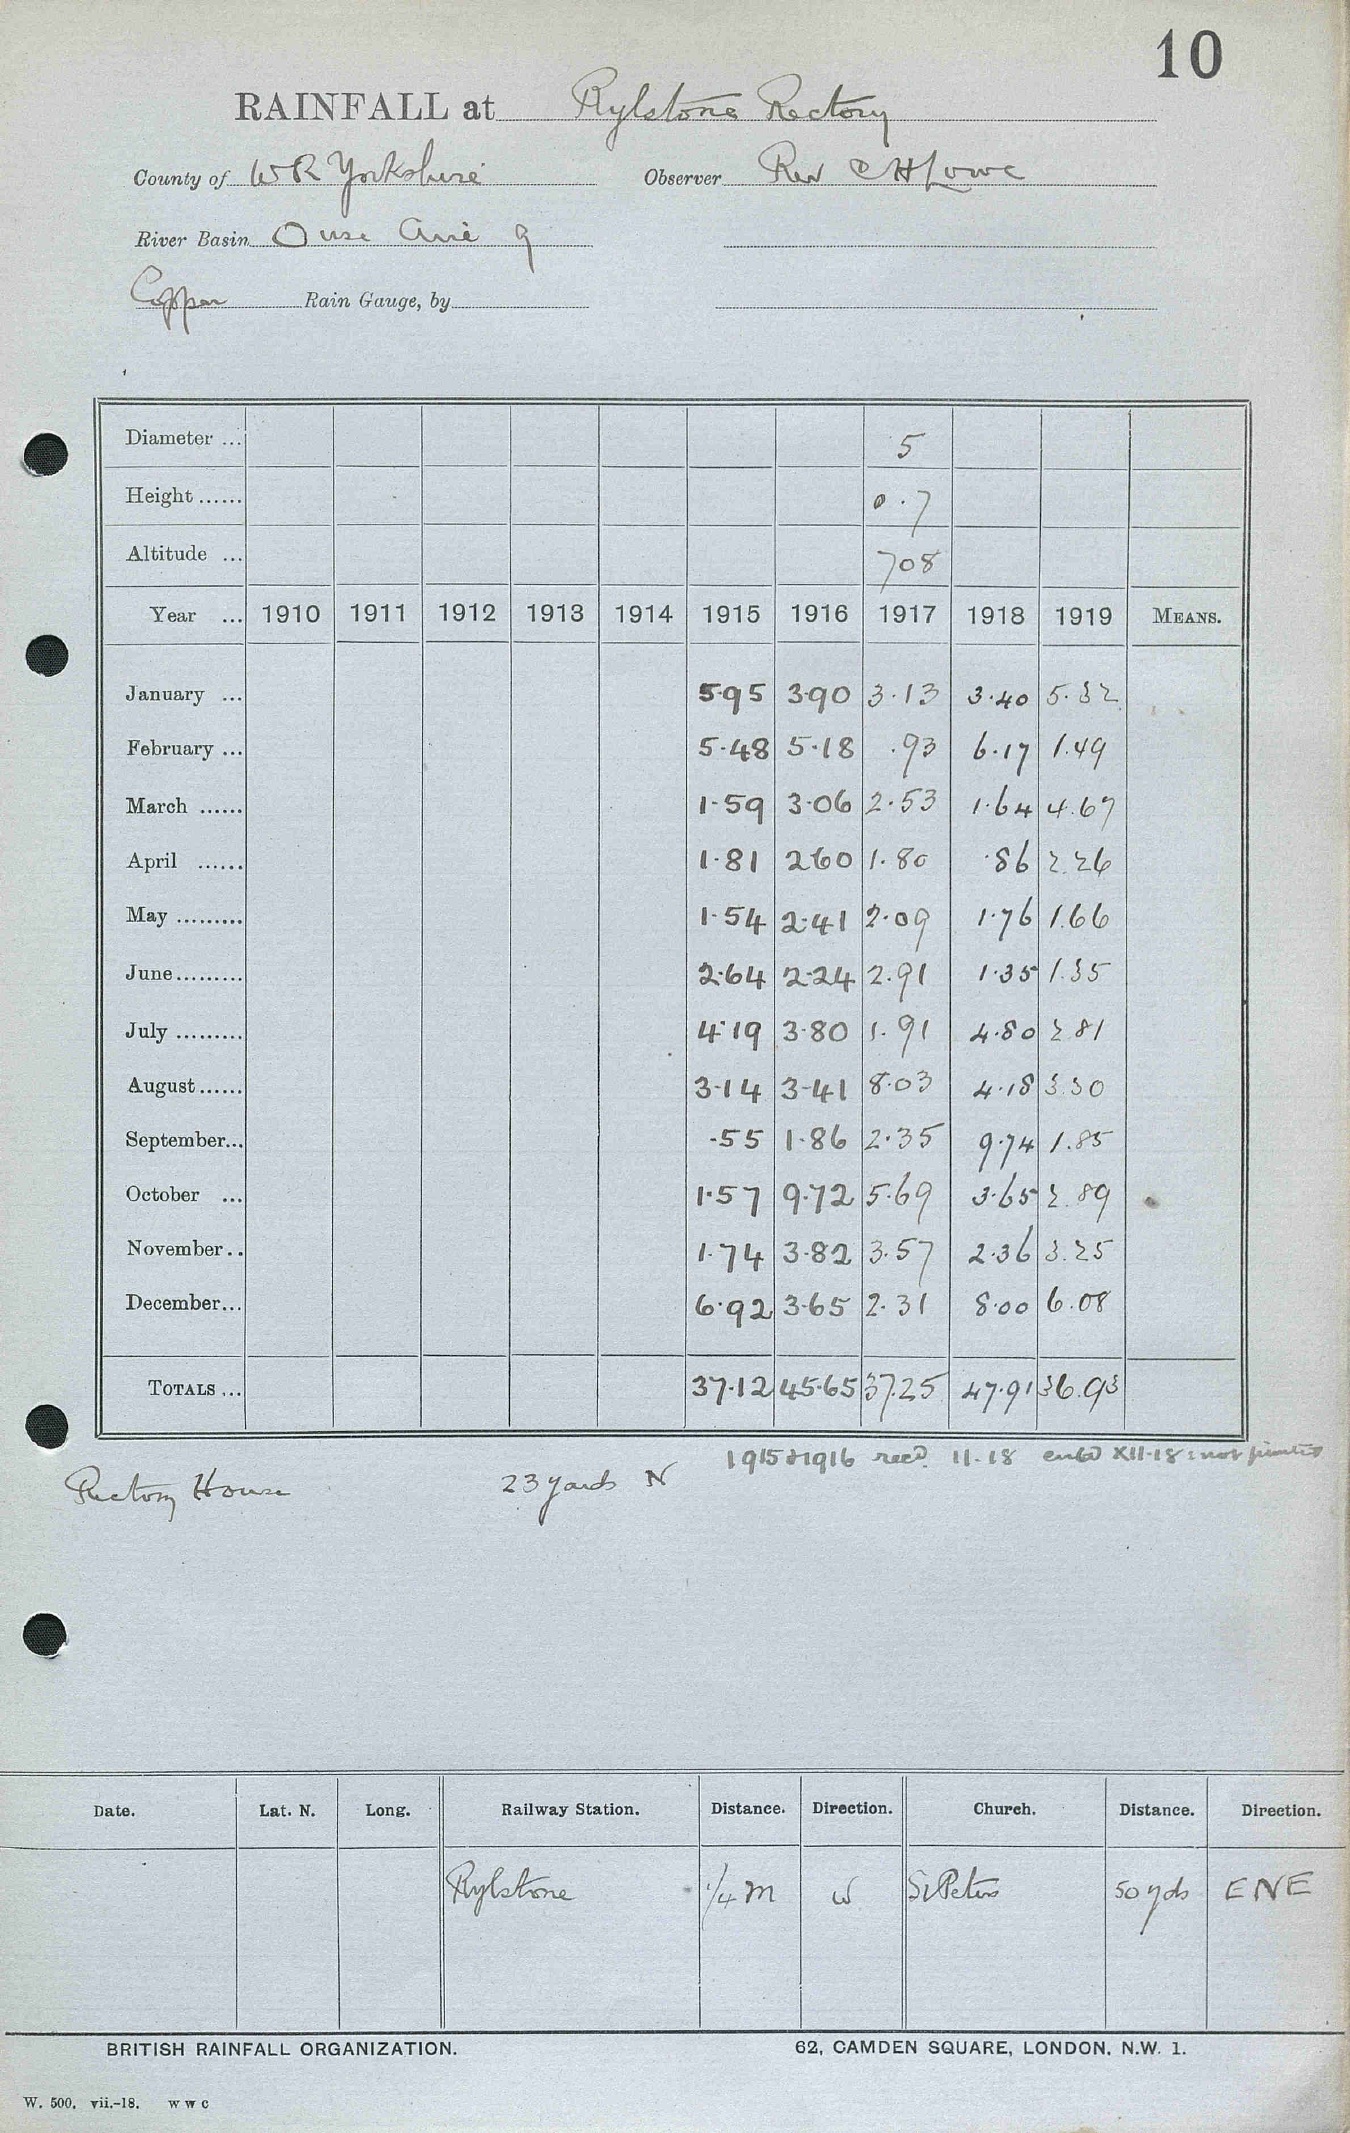 10
RAINFALL at Rylstone Rectory
County of W R Yorkshire Observer Rev C H Lowe
River Basin Ouse Aire 9
Copper Rain Gauge, by
Diameter ... 5
Height ...... 0.7
Altitude ... 708
Year ... 1910 1911 1912 1913 1914 1915 1916 1917 1918 1919 MEANS.
January ... 5.95 3.90 3.13 3.40 5.32
February ... 5.48 5.18 .93 6.17 1.49
March ...... 1.59 3.06 2.53 1.64 4.67
April ...... 1.81 2.60 1.80 .86 2.26
May ......... 1.54 2.41 2.09 1.76 1.66
June ......... 2.64 2.24 2.91 1.35 1.35
July ......... 4.19 3.80 1.91 4.80 2.81
August ...... 3.14 3.41 8.03 4.18 3.30
September... .55 1.86 2.35 9.74 1.85
October ... 1.57 9.72 5.69 3.65 2.89
November .. 1.74 3.82 3.57 2.36 3.25
December... 6.92 3.65 2.31 8.00 6.08
TOTALS ... 37.12 45.65 37.25 47.91 36.93
1915 & 1916 recd. 11-18 entd XII-18: not printed
Rectory House 23 yards N
Date. Lat. N. Long. Railway Station. Distance. Direction. Church. Distance. Direction.
Rylstone 1/4 m W St Peters 50 yds ENE
BRITISH RAINFALL ORGANIZATION. 62, CAMDEN SQUARE, LONDON. N.W. 1.
W. 500. vii.-18. W W C